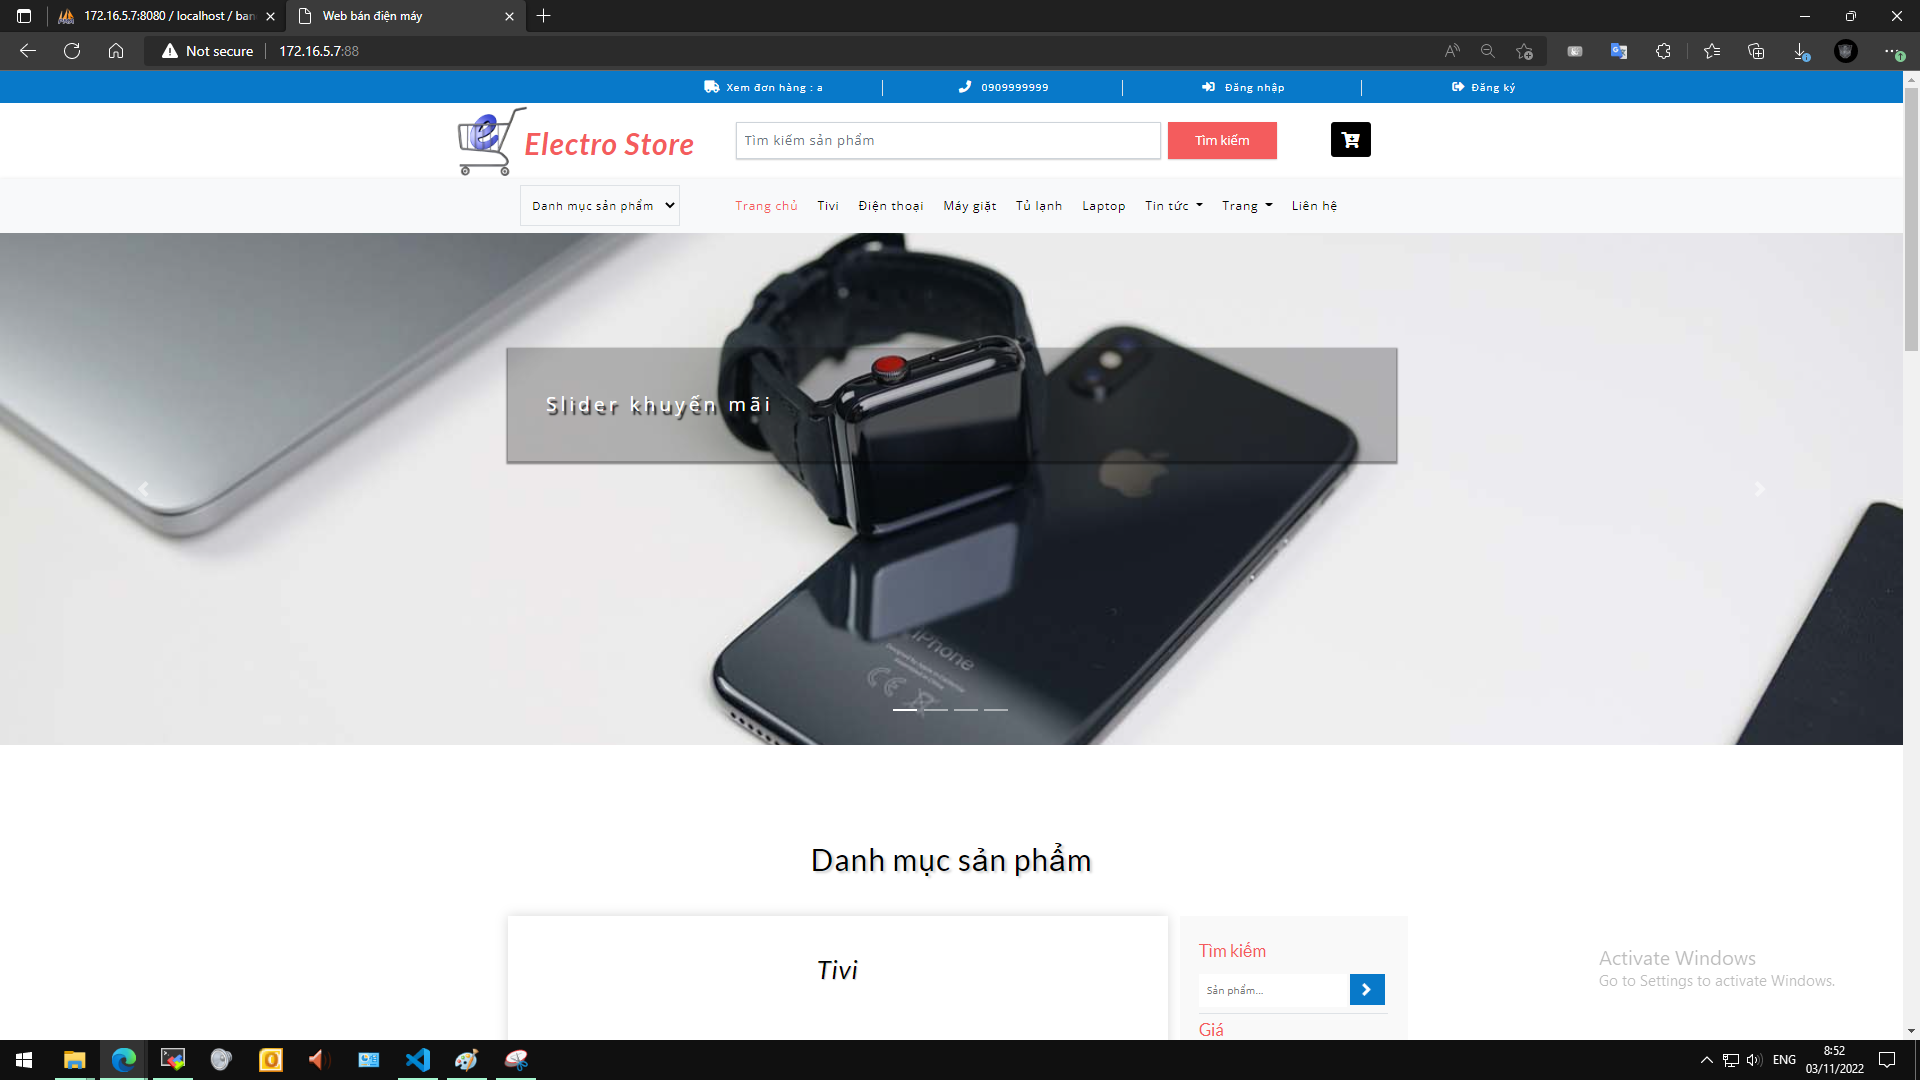 172.16.5.7:8080 / localhost / ban
Web bán điện máy
Not secure
172.16.5.7:88
Xem đơn hàng : a
0909999999
Đăng nhập
Đăng ký
Electro Store
Tìm kiếm sản phẩm
Tìm kiếm
Danh mục sản phẩm
Trang chủ
Tivi
Điện thoại
Máy giặt
Tủ lạnh
Laptop
Tin tức
Trang
Liên hệ
Slider khuyến mãi
iPhone
Danh mục sản phẩm
Tivi
Tìm kiếm
Sản phẩm...
Giá
Activate Windows
Go to Settings to activate Windows.
ENG
8:52
03/11/2022